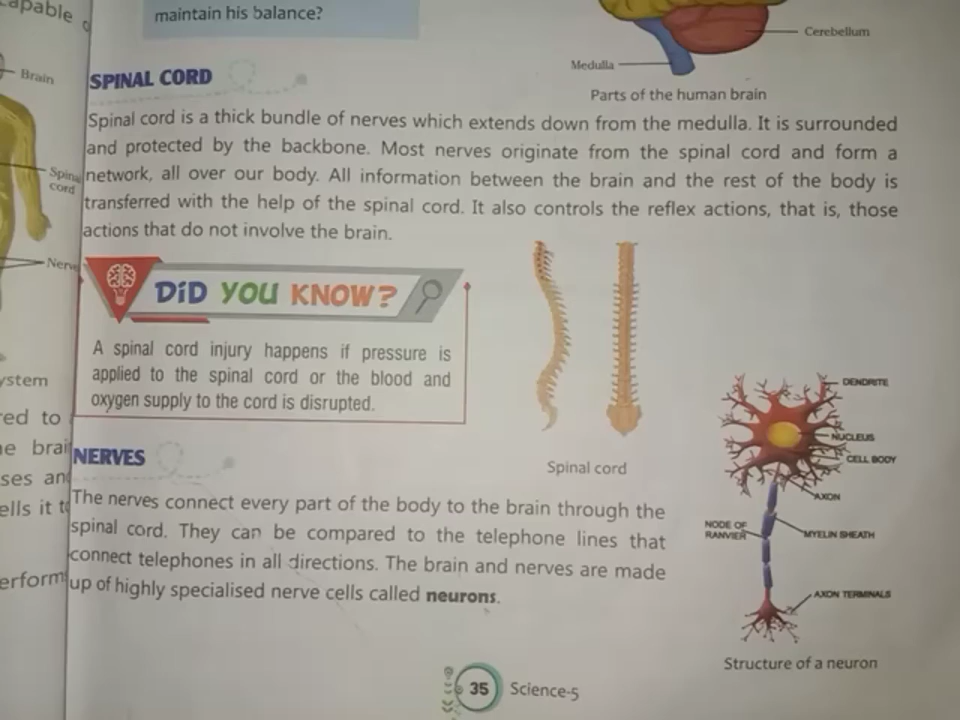 maintain his balance?
Cerebellum
Medulla
Parts of the human brain
Brain
cord
SPINAL CORD
Spinal cord is a thick bundle of nerves which extends down from the medulla. It is surrounded
and protected by the backbone. Most nerves originate from the spinal cord and form a
network, all over our body. All information between the brain and the rest of the body is
transferred with the help of the spinal cord. It also controls the reflex actions, that is, those
actions that do not involve the brain.
DiD YOU KNOW?
A spinal cord injury happens if pressure is
applied to the spinal cord or the blood and
oxygen supply to the cord is disrupted.
Spinal cord
NERVES
The nerves connect every part of the body to the brain through the
spinal cord. They can be compared to the telephone lines that
connect telephones in all directions. The brain and nerves are made
up of highly specialised nerve cells called neurons.
DENDRITE
NUCLEUS
CELL BODY
AXON
NODE OF
RANVIER
MYELIN SHEATH
AXON TERMINALS
Structure of a neuron
35 Science-5